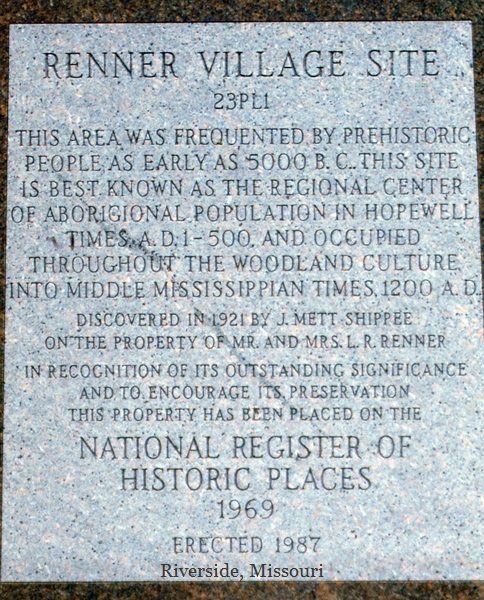 RENNER VILLAGE SITE
23PL1
THIS AREA WAS FREQUENTED BY PREHISTORIC
PEOPLE AS EARLY AS 5000 B.C.. THIS SITE
IS BEST KNOWN AS THE REGIONAL CENTER
OF ABORIGIONAL POPULATION IN HOPEWELL
TIMES, A.D. 1-500, AND OCCUPIED
THROUGHOUT THE WOODLAND CULTURE,
INTO MIDDLE MISSISSIPPIAN TIMES, 1200 A.D.
DISCOVERED IN 1921 BY J. METT SHIPPEE
ON THE PROPERTY OF MR. AND MRS. L.R. RENNER
IN RECOGNITION OF ITS OUTSTANDING SIGNIFICANCE
AND TO ENCOURAGE ITS PRESERVATION
THIS PROPERTY HAS BEEN PLACED ON THE
NATIONAL REGISTER OF
HISTORIC PLACES
1969
ERECTED 1987
Riverside, Missouri